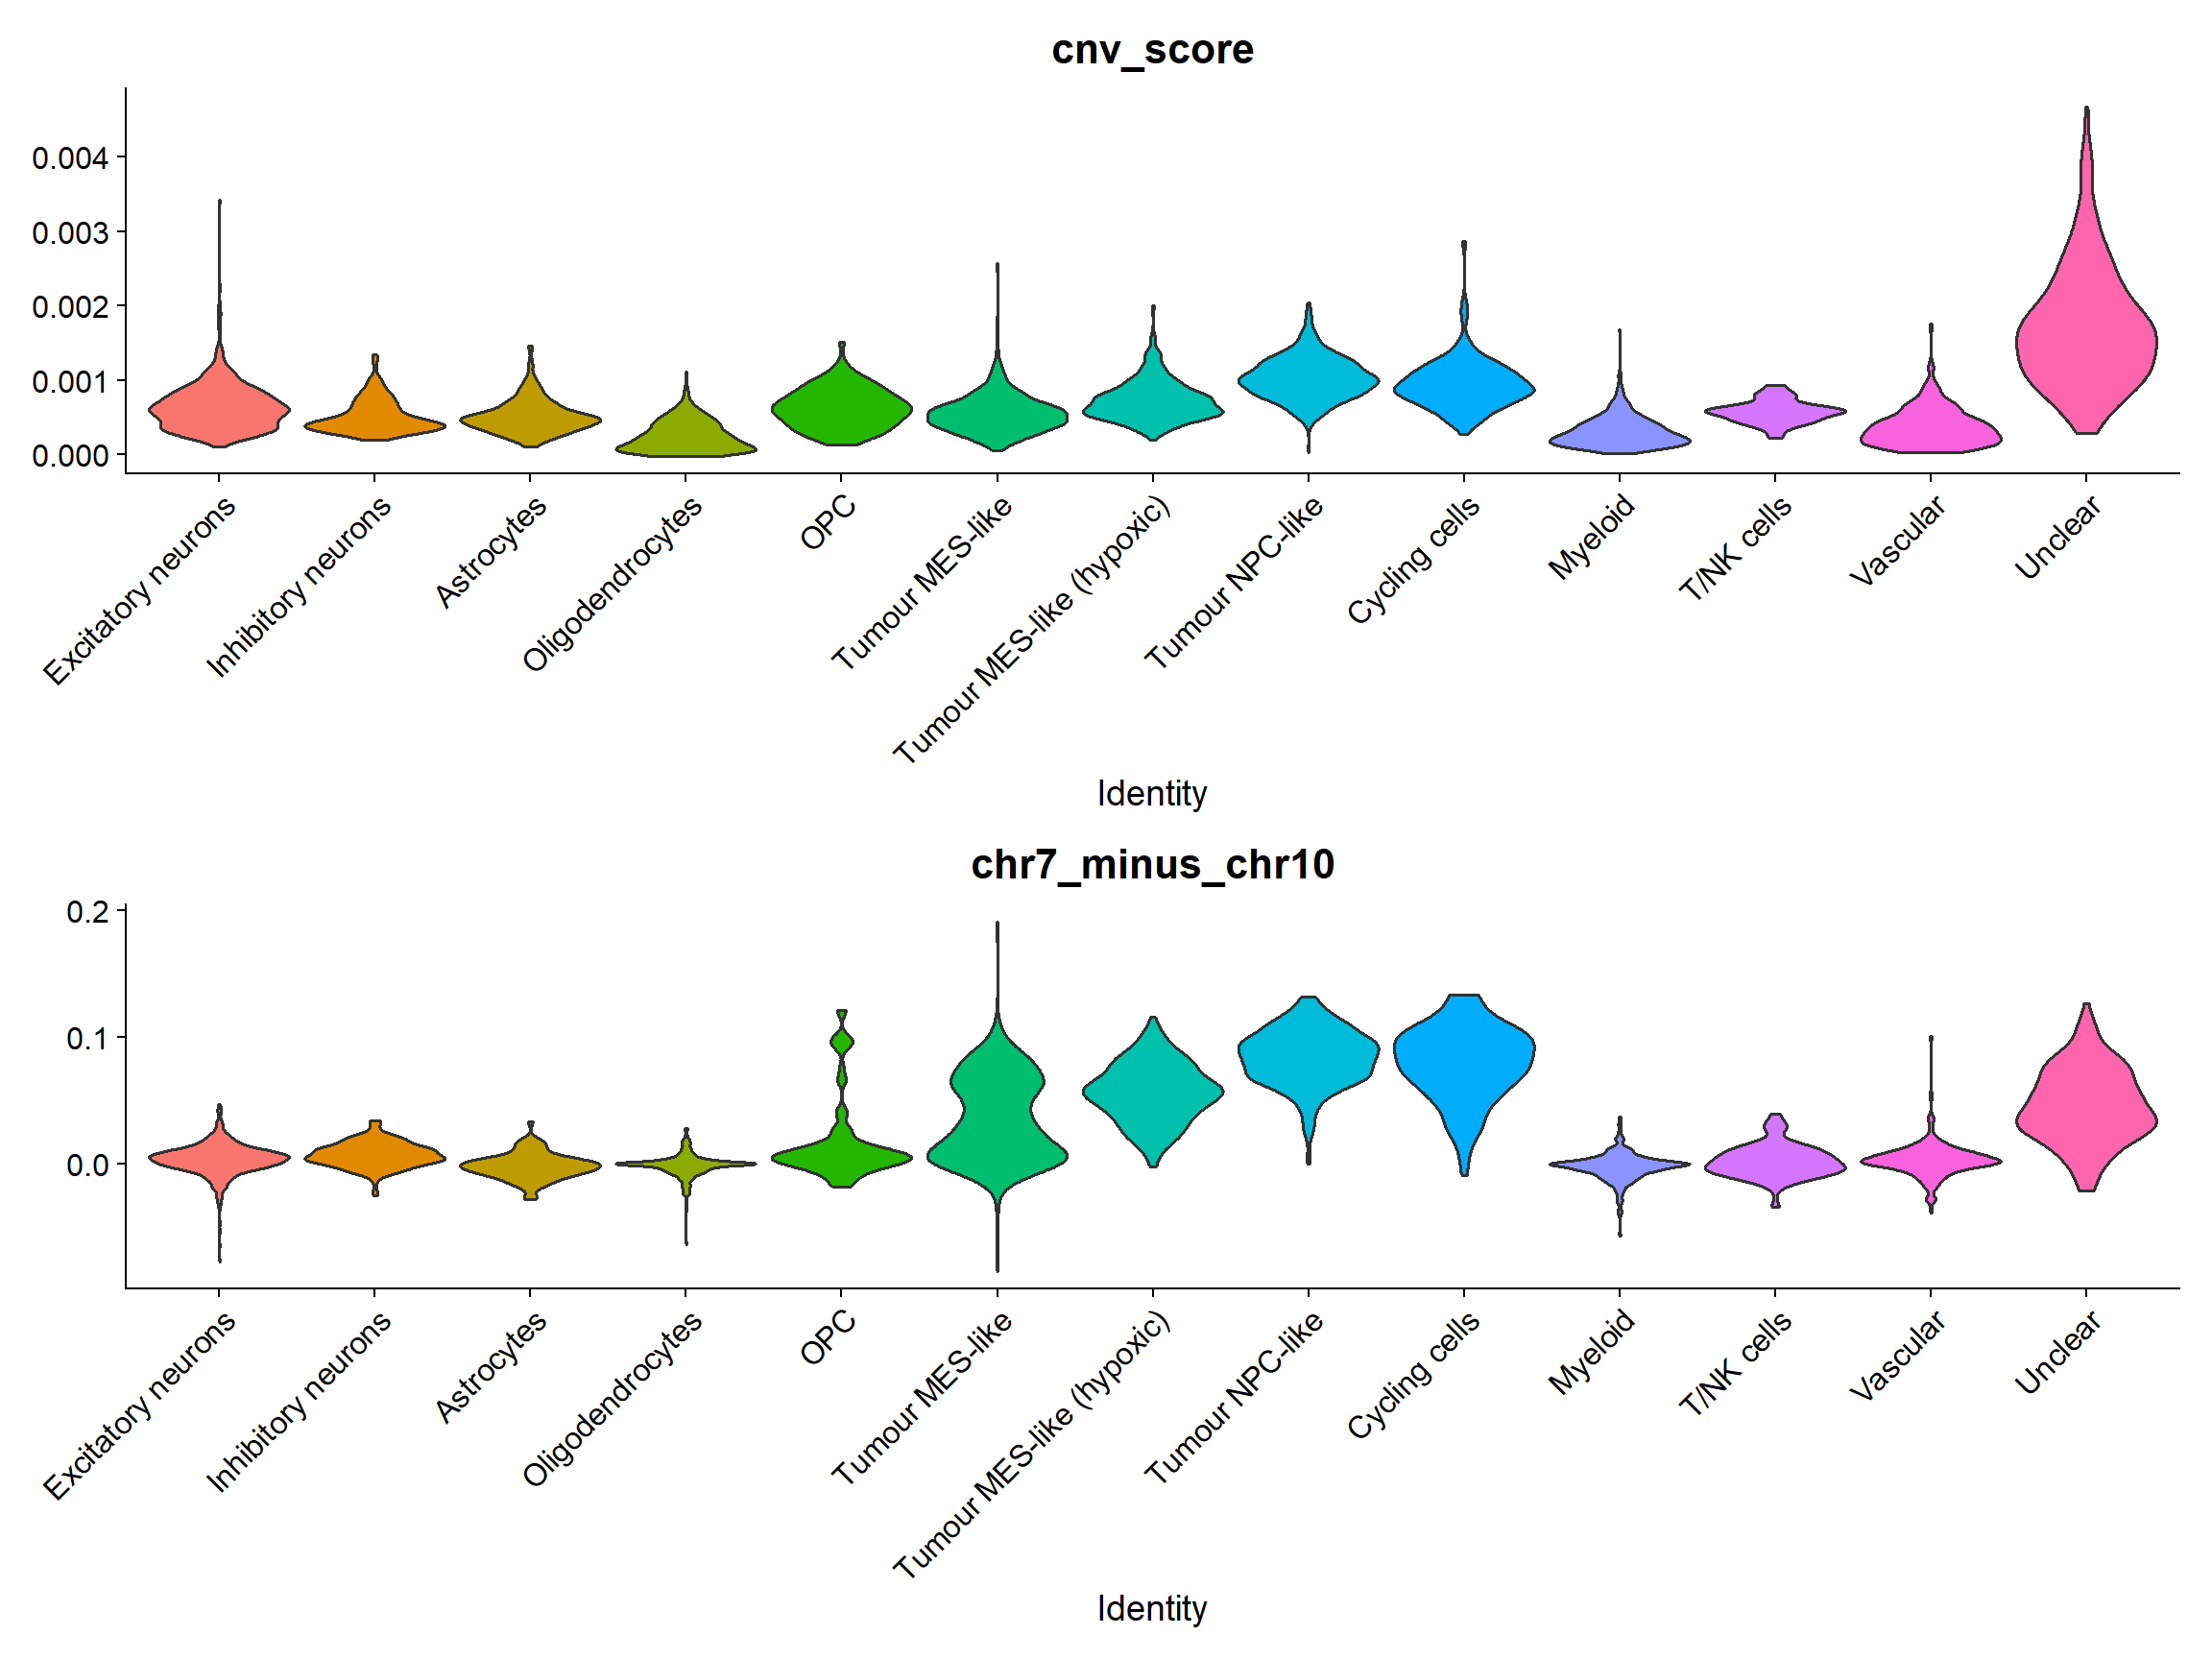 cnv_score
0.004
0.003
0.002
0.001
0.000
Excitatory neurons
Inhibitory neurons
Astrocytes
Oligodendrocytes
OPC
Tumour MES-like
Tumour MES-like (hypoxic)
Tumour NPC-like
Cycling cells
Myeloid
T/NK cells
Vascular
Unclear
Identity
chr7_minus_chr10
0.2
0.1
0.0
Excitatory neurons
Inhibitory neurons
Astrocytes
Oligodendrocytes
OPC
Tumour MES-like
Tumour MES-like (hypoxic)
Tumour NPC-like
Cycling cells
Myeloid
T/NK cells
Vascular
Unclear
Identity